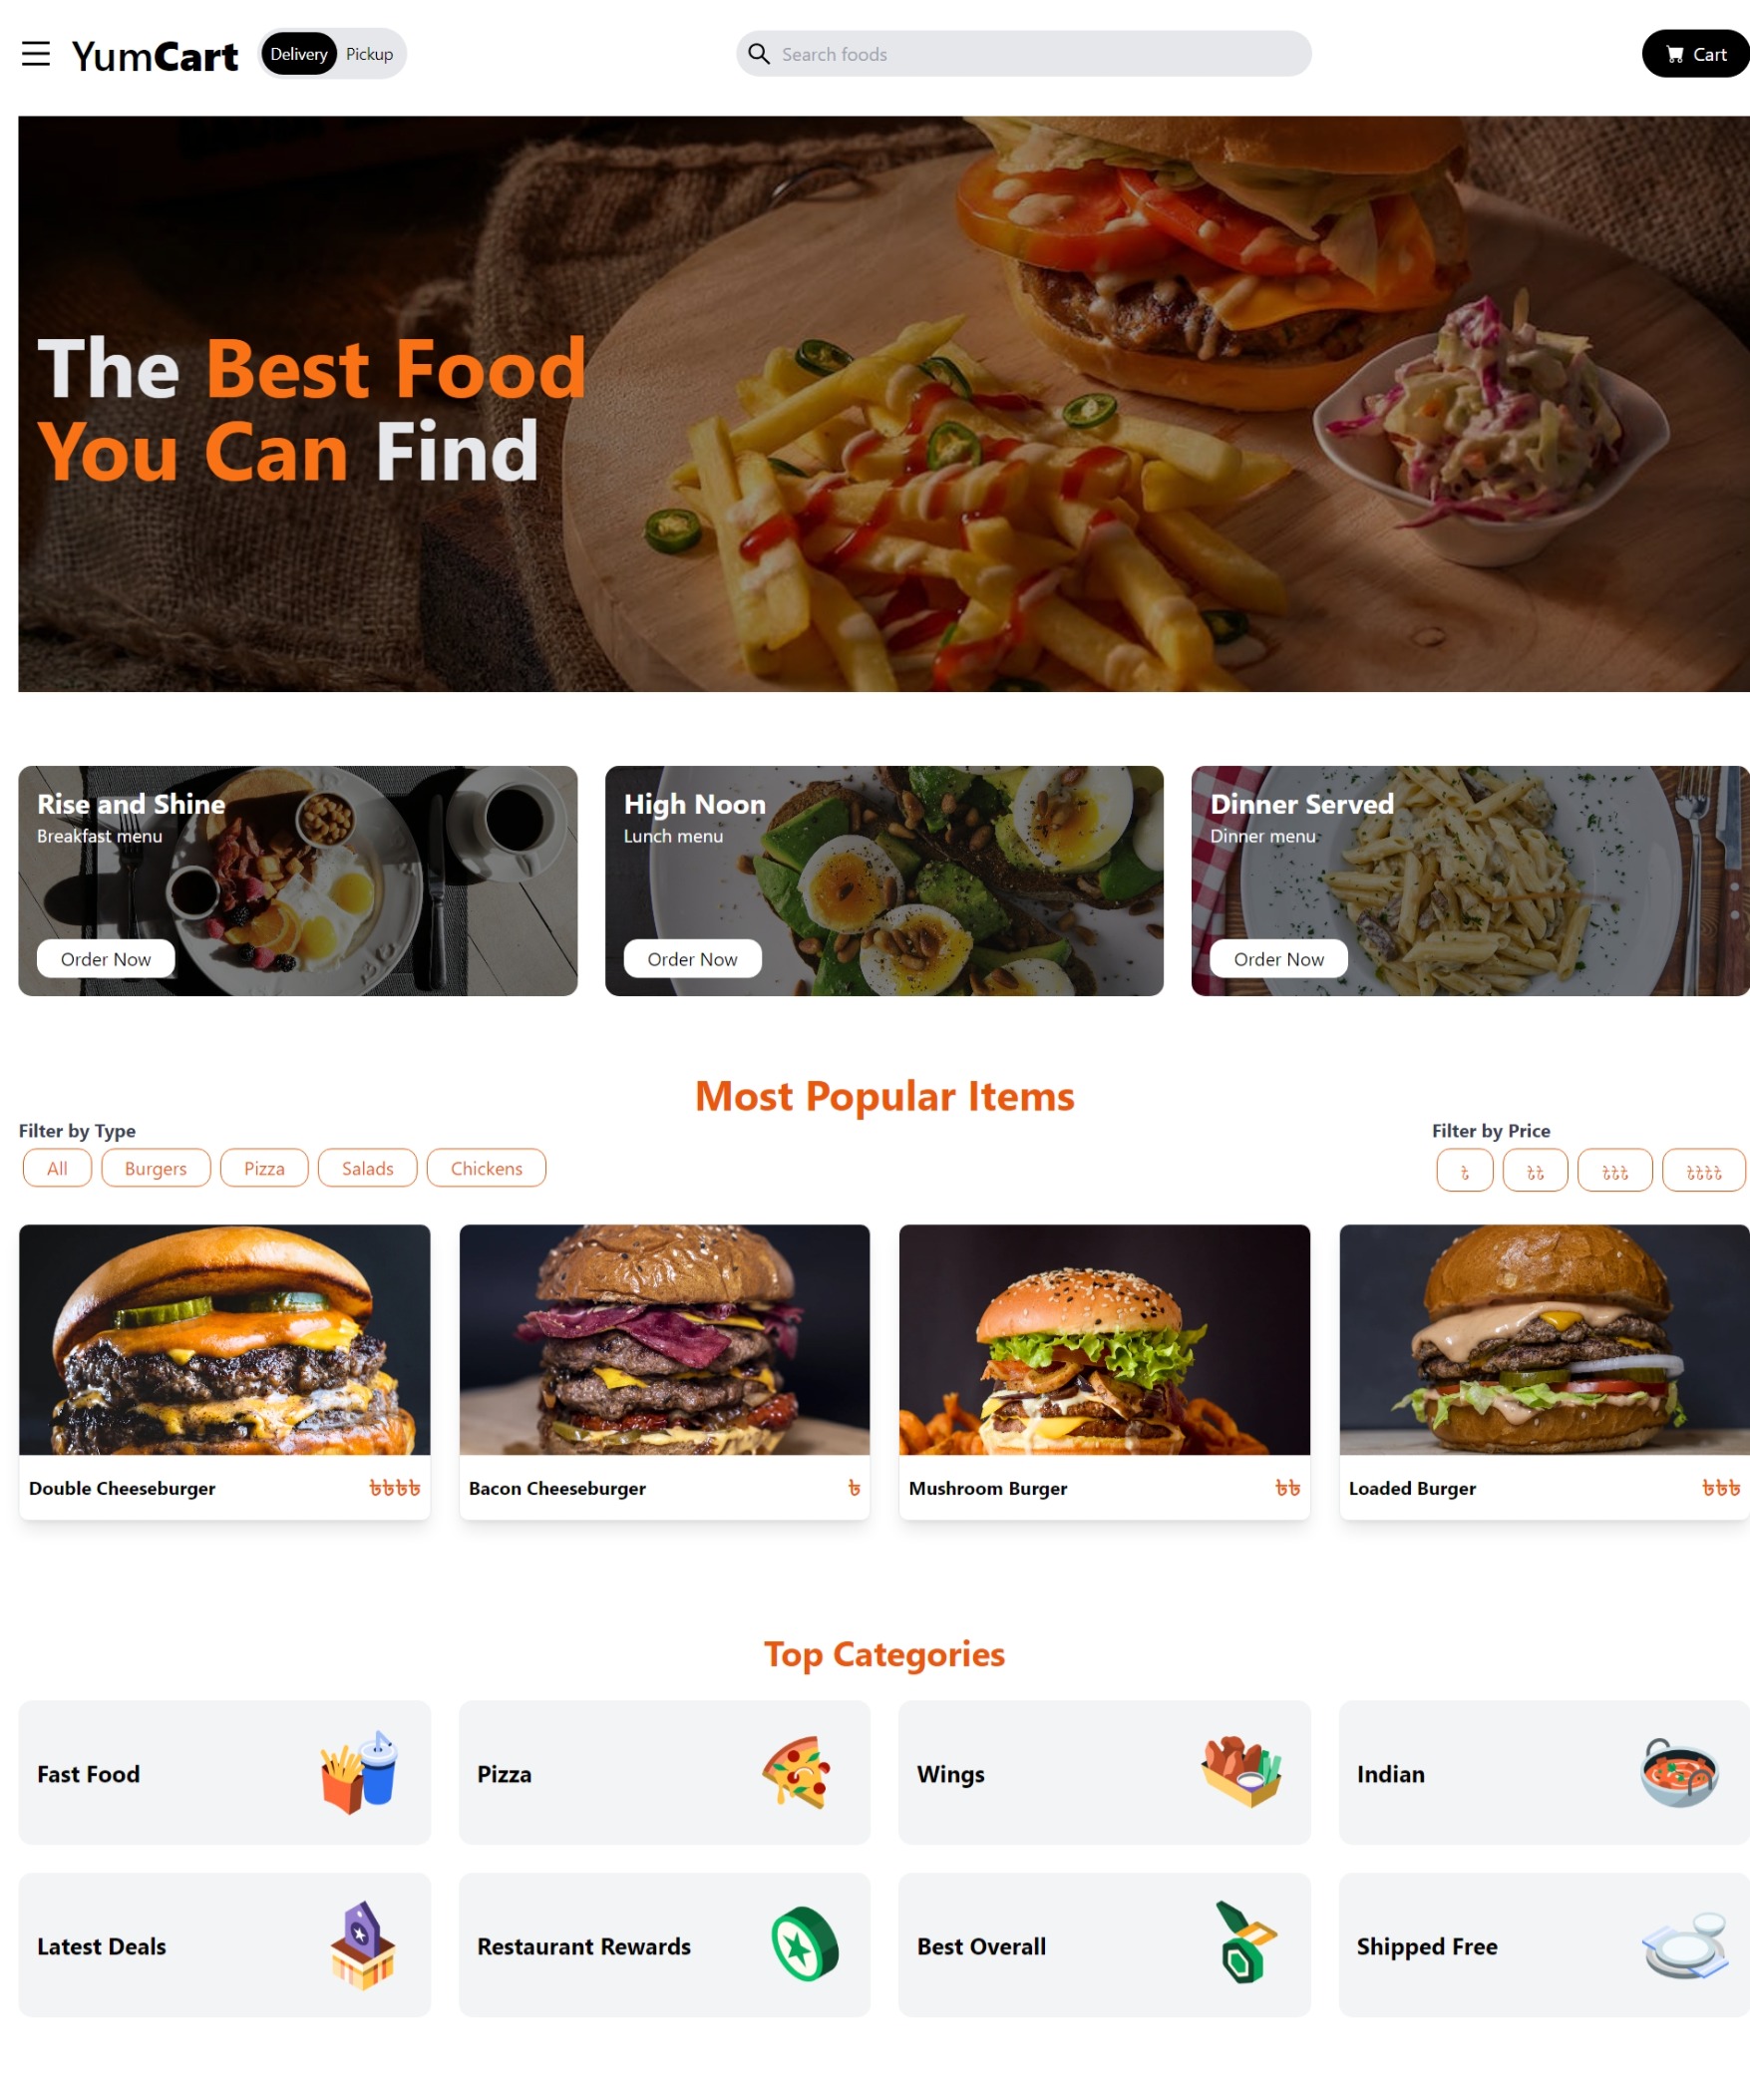 YumCart
Delivery Pickup
Search foods
Cart
The Best Food
You Can Find
Rise and Shine
Breakfast menu
Order Now
High Noon
Lunch menu
Order Now
Dinner Served
Dinner menu
Order Now
Most Popular Items
Filter by Type
All
Burgers
Pizza
Salads
Chickens
Filter by Price
৳
৳৳
৳৳৳
৳৳৳৳
Double Cheeseburger ৳৳৳৳
Bacon Cheeseburger ৳
Mushroom Burger ৳৳
Loaded Burger ৳৳৳
Top Categories
Fast Food
Pizza
Wings
Indian
Latest Deals
Restaurant Rewards
Best Overall
Shipped Free